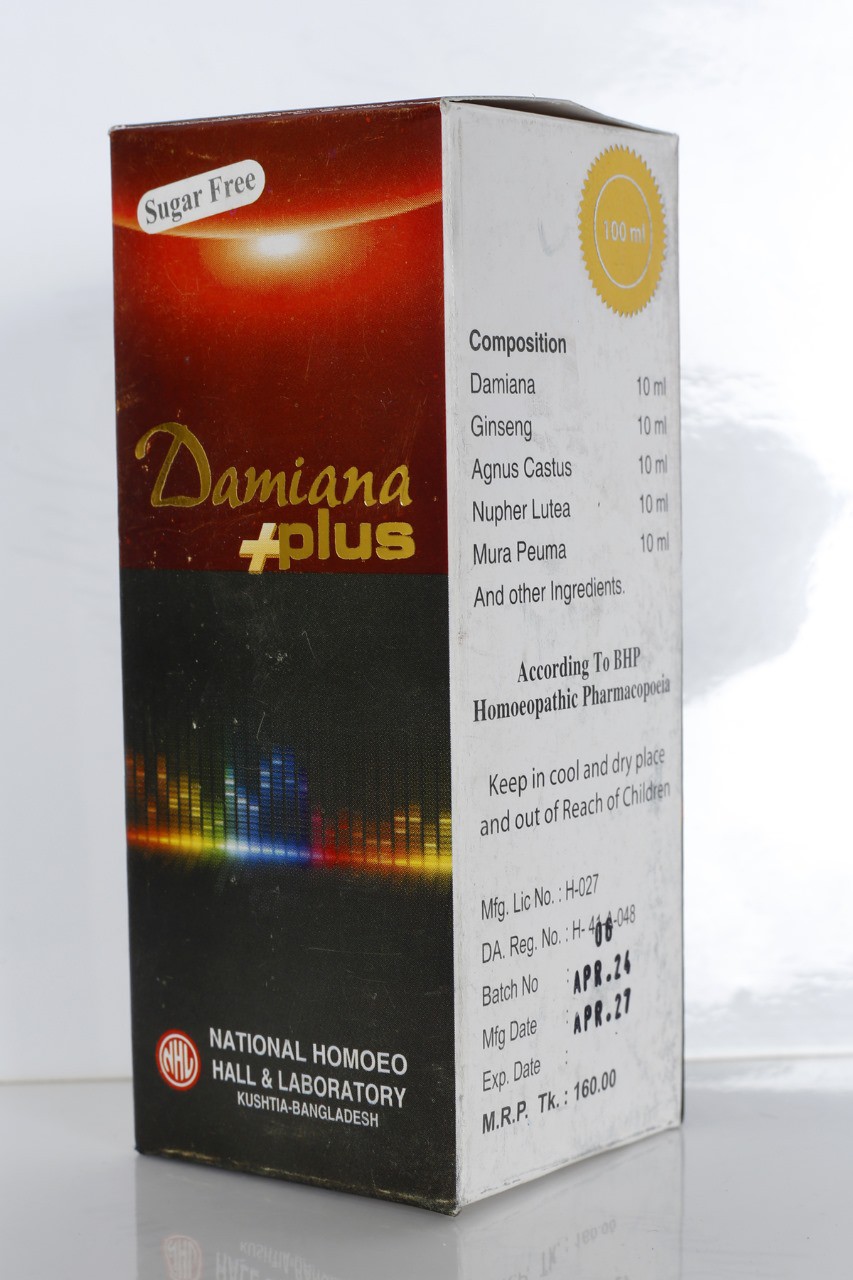 Sugar Free
Damiana
+plus
NHL
NATIONAL HOMOEO
HALL & LABORATORY
KUSHTIA-BANGLADESH
100 ml
Composition
Damiana 10 ml
Ginseng 10 ml
Agnus Castus 10 ml
Nupher Lutea 10 ml
Mura Peuma 10 ml
And other Ingredients.
According To BHP
Homoeopathic Pharmacopoeia
Keep in cool and dry place
and out of Reach of Children
Mfg. Lic No. : H-027
DA. Reg. No. : H-
06
Batch No :
APR.24
Mfg Date :
APR.27
Exp. Date :
M.R.P. Tk. : 160.00